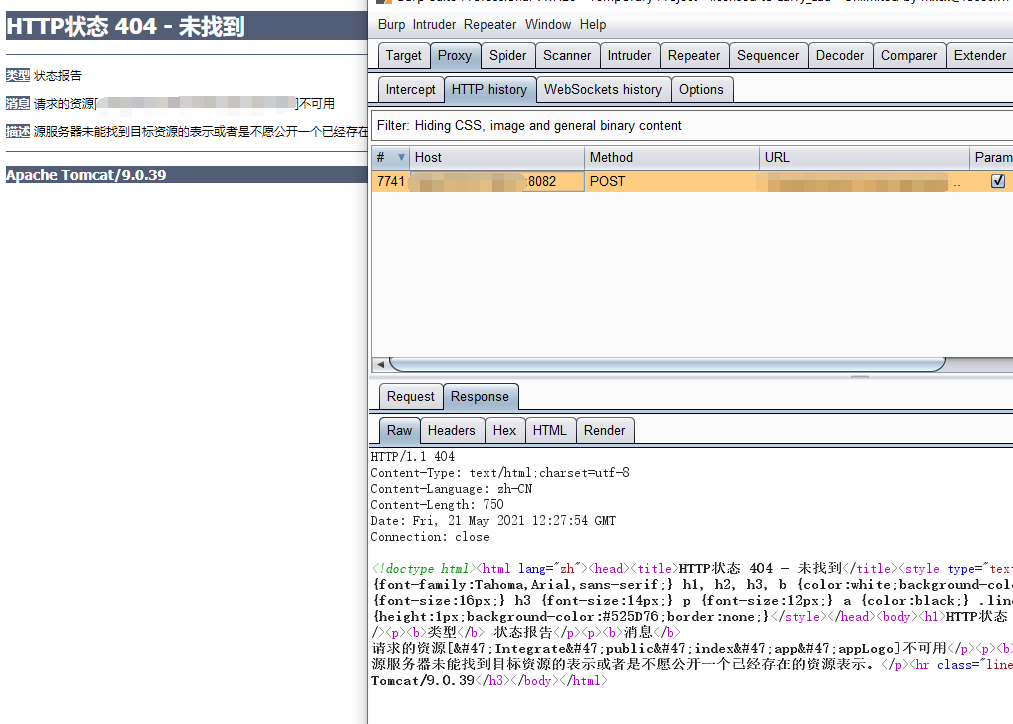 HTTP状态 404 - 未找到
类型 状态报告
消息 请求的资源[
]不可用
描述 源服务器未能找到目标资源的表示或者是不愿公开一个已经存在
Apache Tomcat/9.0.39
Burp Intruder Repeater Window Help
Target Proxy Spider Scanner Intruder Repeater Sequencer Decoder Comparer Extender
Intercept HTTP history WebSockets history Options
Filter: Hiding CSS, image and general binary content
# Host Method URL Param
7741 :8082 POST ..
Request Response
Raw Headers Hex HTML Render
HTTP/1.1 404
Content-Type: text/html;charset=utf-8
Content-Language: zh-CN
Content-Length: 750
Date: Fri, 21 May 2021 12:27:54 GMT
Connection: close
<!doctype html><html lang="zh"><head><title>HTTP状态 404 - 未找到</title><style type="text
{font-family:Tahoma,Arial,sans-serif;} h1, h2, h3, b {color:white;background-colo
{font-size:16px;} h3 {font-size:14px;} p {font-size:12px;} a {color:black;} .line
{height:1px;background-color:#525D76;border:none;}</style></head><body><h1>HTTP状态
/><p><b>类型</b> 状态报告</p><p><b>消息</b>
请求的资源[&#47;Integrate&#47;public&#47;index&#47;app&#47;appLogo]不可用</p><p><b>
源服务器未能找到目标资源的表示或者是不愿公开一个已经存在的资源表示。</p><hr class="line
Tomcat/9.0.39</h3></body></html>